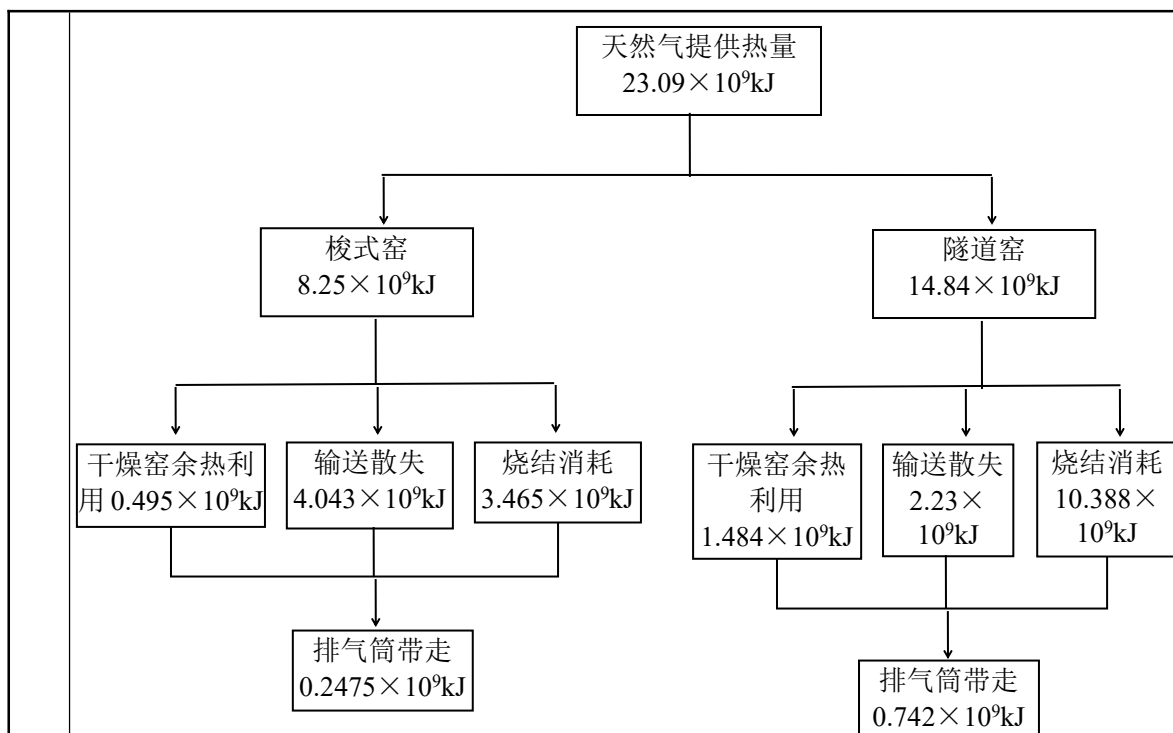 天然气提供热量
23.09×10⁹kJ
梭式窑
8.25×10⁹kJ
隧道窑
14.84×10⁹kJ
干燥窑余热利
用 0.495×10⁹kJ
输送散失
4.043×10⁹kJ
烧结消耗
3.465×10⁹kJ
干燥窑余热
利用
1.484×10⁹kJ
输送散失
2.23×
10⁹kJ
烧结消耗
10.388×
10⁹kJ
排气筒带走
0.2475×10⁹kJ
排气筒带走
0.742×10⁹kJ